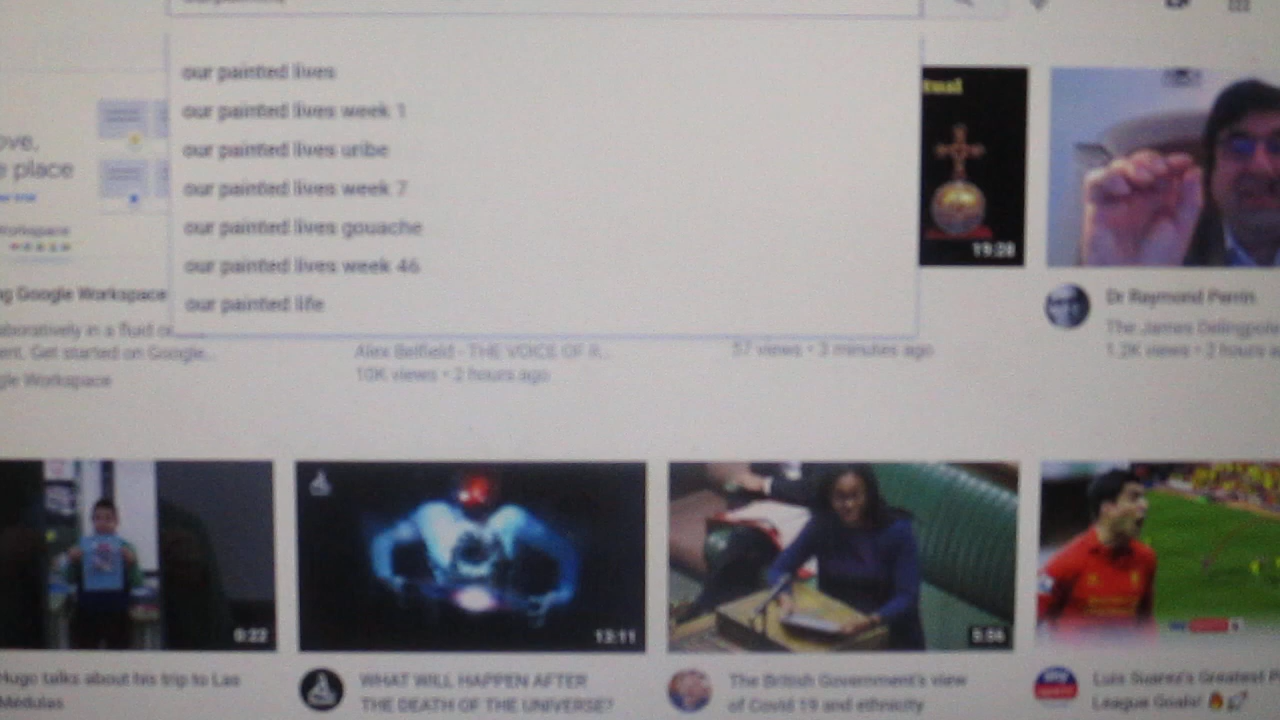 our painted lives
our painted lives week 1
our painted lives uribe
our painted lives week 7
our painted lives gouache
our painted lives week 46
our painted life
ove,
e place
Workspace
19:28
ng Google Workspace
aboratively in a fluid
ent. Get started on Google...
gle Workspace
Alex Belfield - THE VOICE OF R...
10K views • 2 hours ago
37 views • 3 minutes ago
Dr Raymond Perrin
The James Delingpole
1.2K views • 2 hours a
0:22
13:11
5:56
Hugo talks about his trip to Las
Médulas
WHAT WILL HAPPEN AFTER
THE DEATH OF THE UNIVERSE?
The British Government's view
of Covid 19 and ethnicity
Luis Suarez's Greatest P
League Goals!